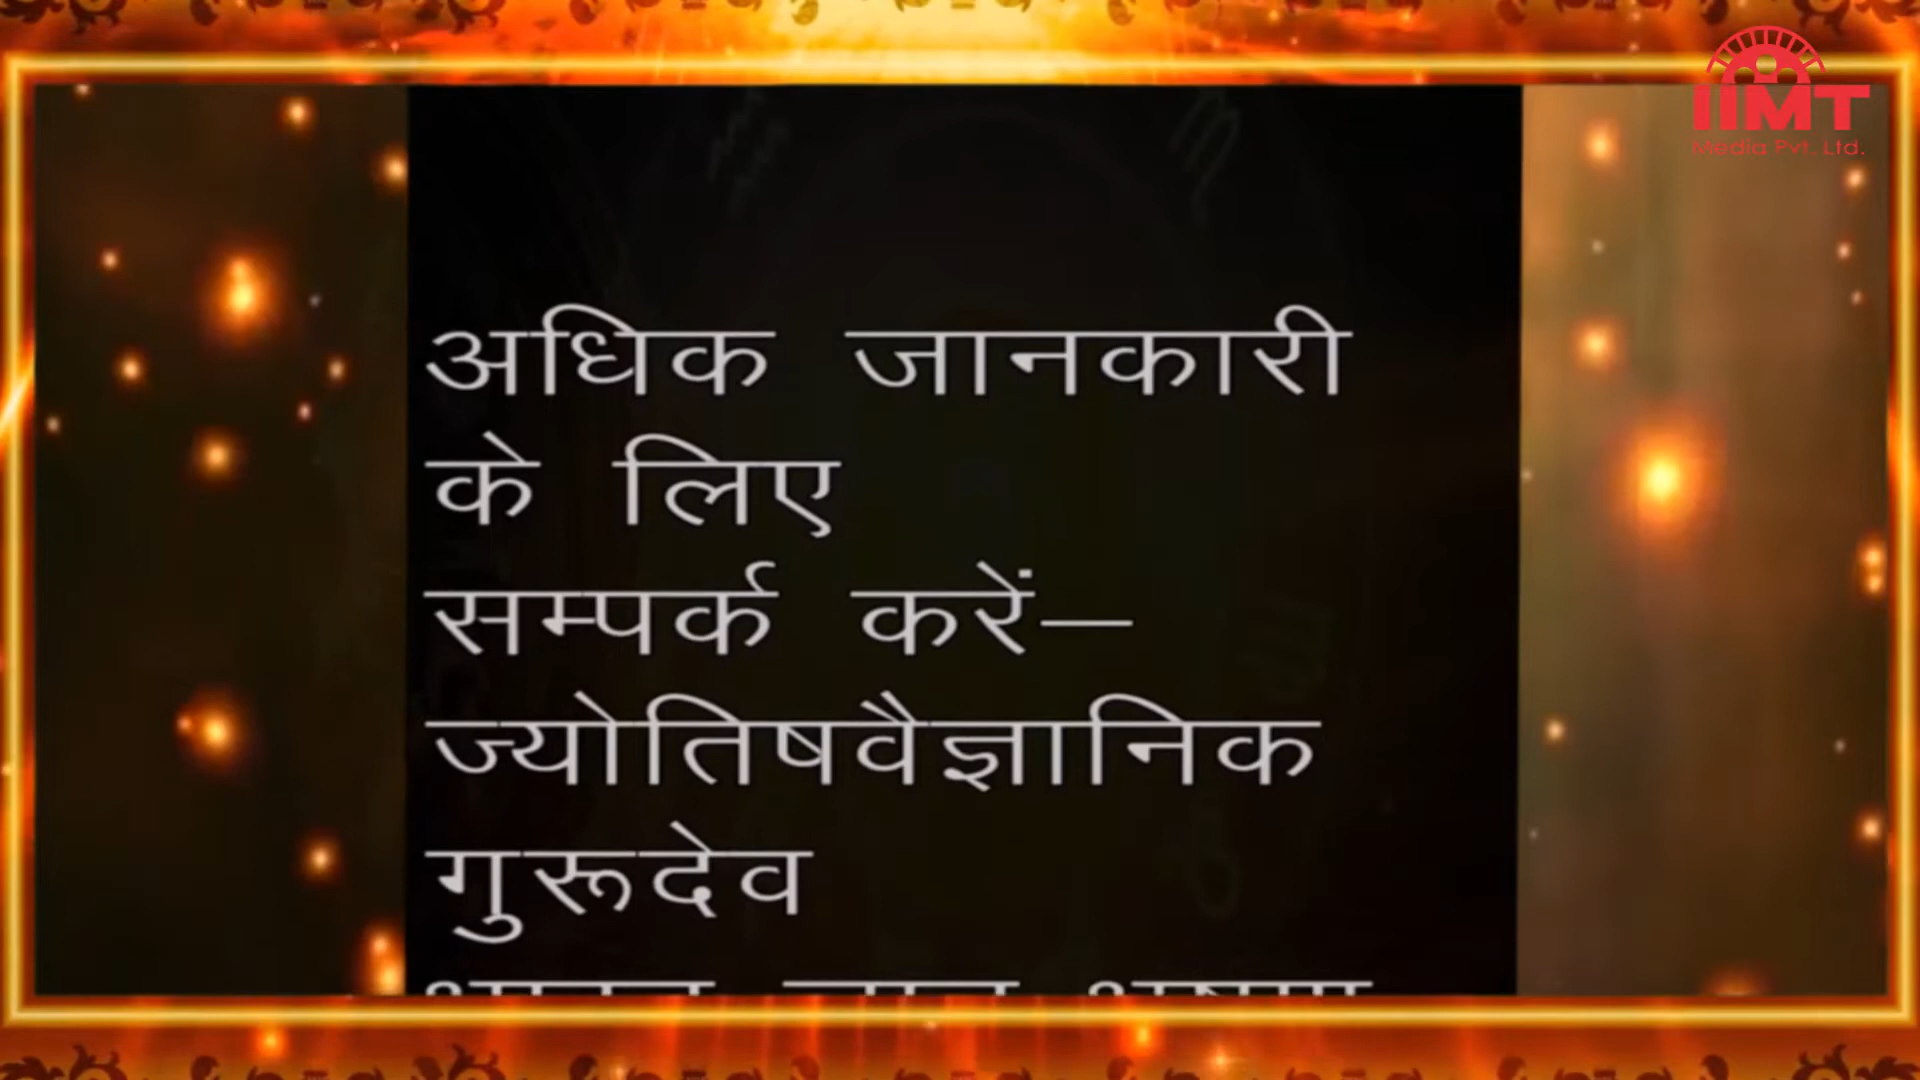 IIMT
Media Pvt. Ltd.
अधिक जानकारी
के लिए
सम्पर्क करें—
ज्योतिषवैज्ञानिक
गुरूदेव